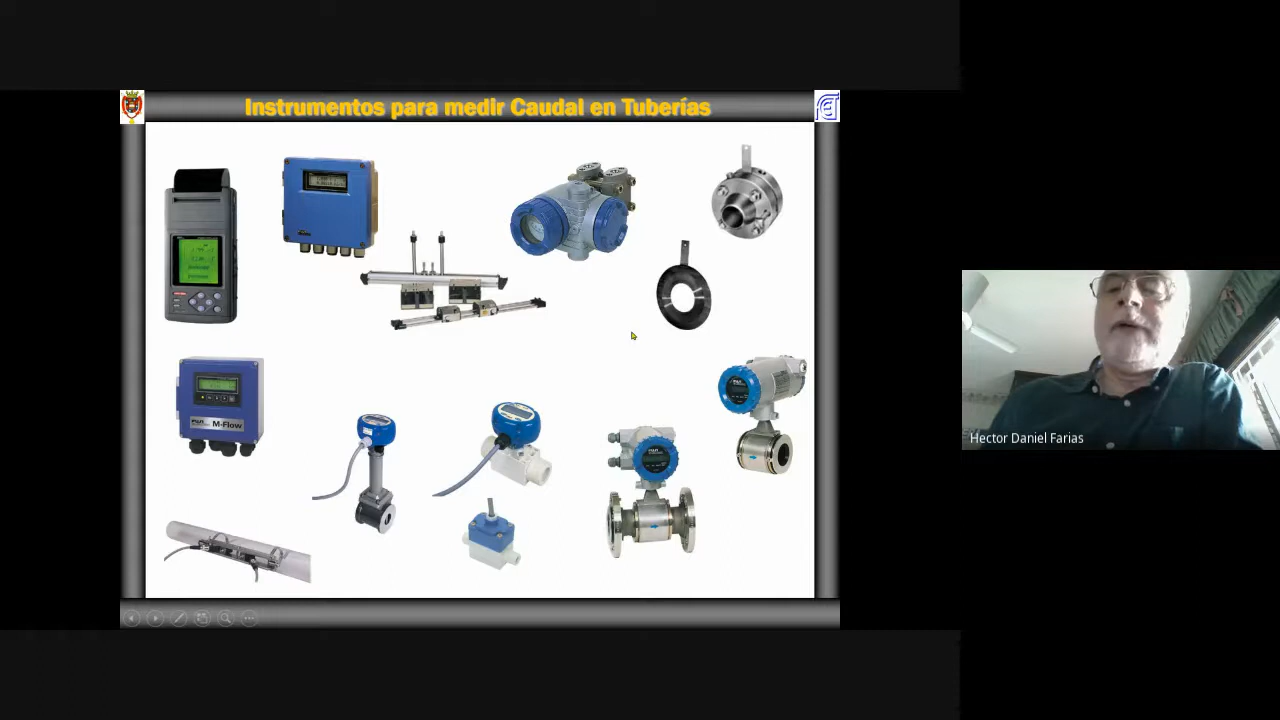 Instrumentos para medir Caudal en Tuberías
M-Flow
Hector Daniel Farias